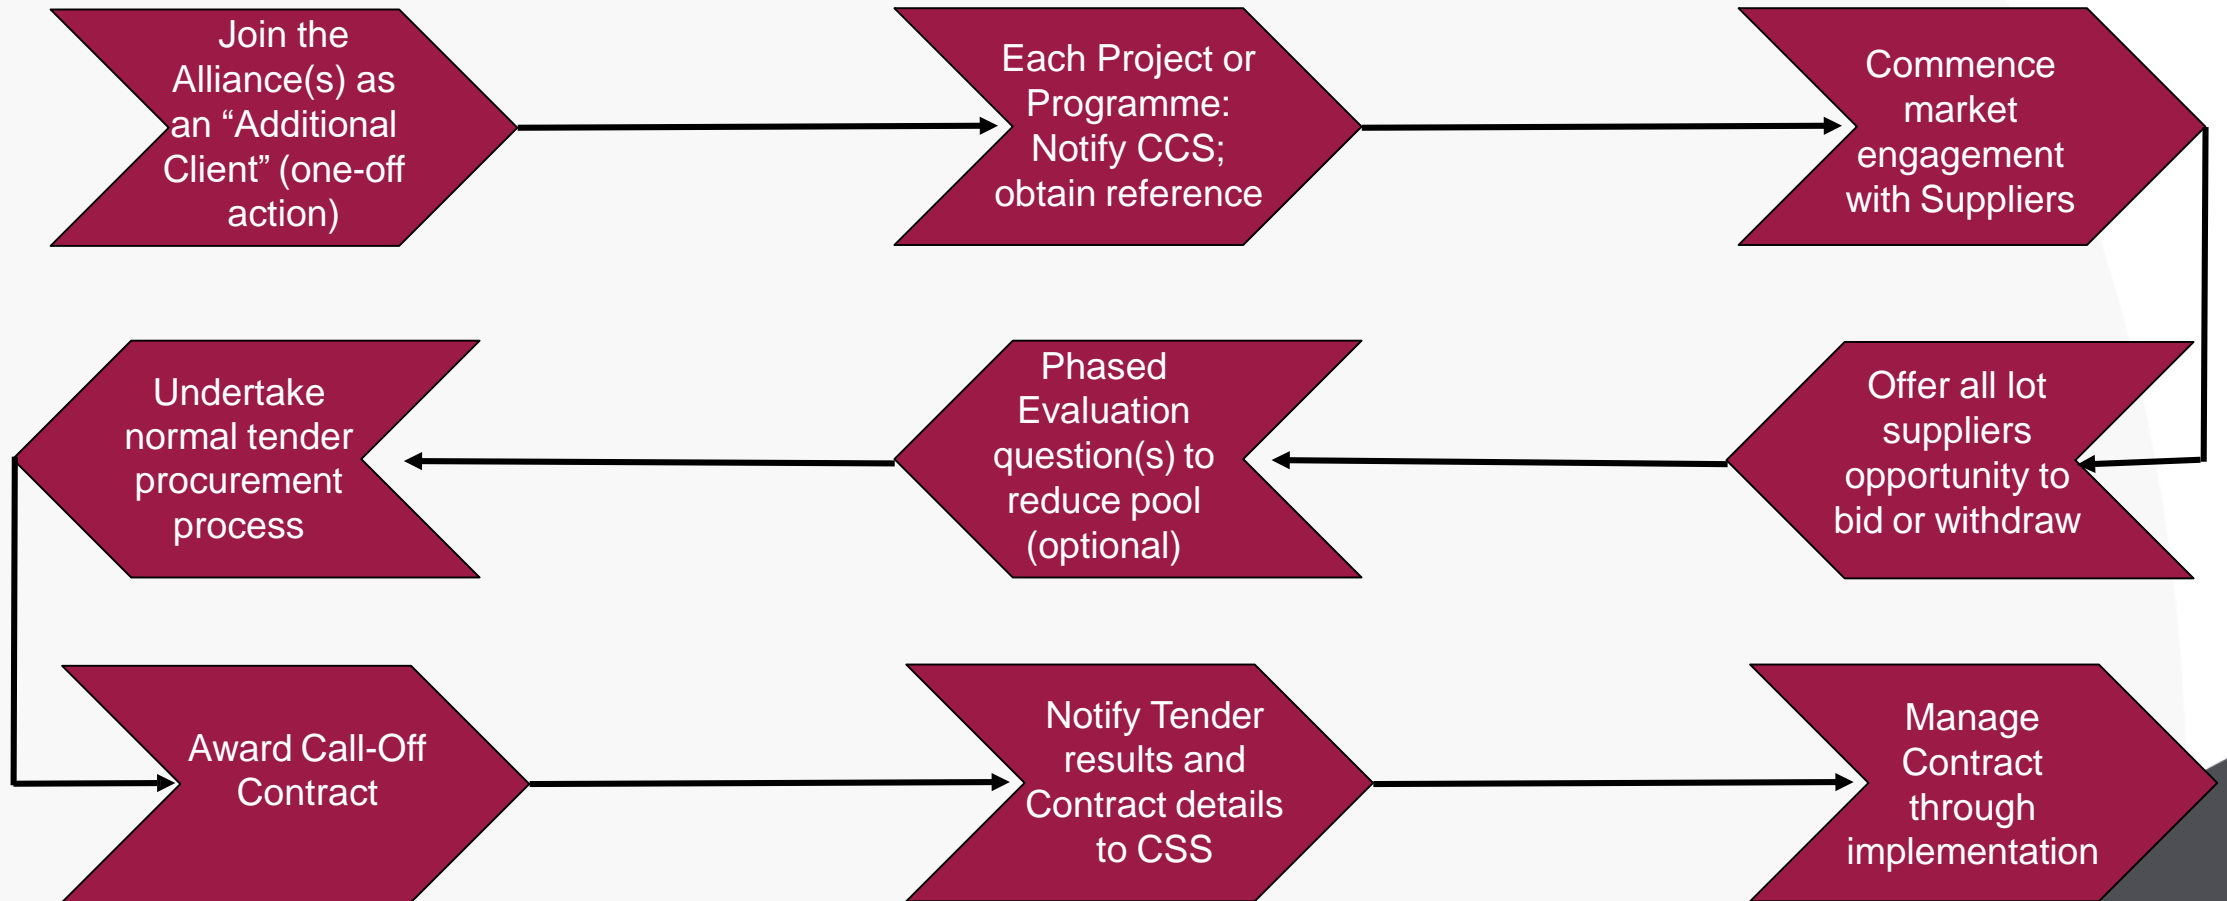 Join the
Alliance(s) as
an “Additional
Client” (one-off
action)
Each Project or
Programme:
Notify CCS;
obtain reference
Commence
market
engagement
with Suppliers
Offer all lot
suppliers
opportunity to
bid or withdraw
Phased
Evaluation
question(s) to
reduce pool
(optional)
Undertake
normal tender
procurement
process
Award Call-Off
Contract
Notify Tender
results and
Contract details
to CSS
Manage
Contract
through
implementation